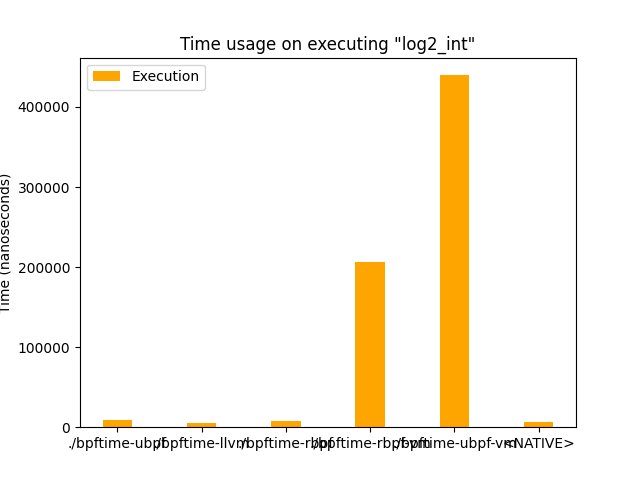 Time usage on executing "log2_int"
Execution
Time (nanoseconds)
400000
300000
200000
100000
0
./bpftime-ubpf
./bpftime-llvm
./bpftime-rbpf
./bpftime-rbpf-vm
./bpftime-ubpf-vm
<NATIVE>